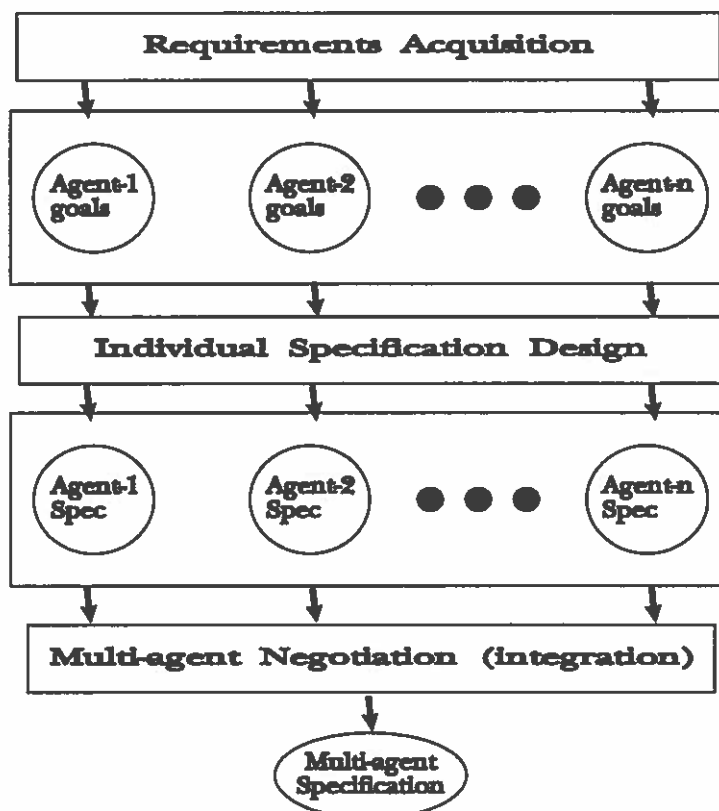 Requirements Acquisition
Agent-1
goals
Agent-2
goals
Agent-n
goals
Individual Specification Design
Agent-1
Spec
Agent-2
Spec
Agent-n
Spec
Multi-agent Negotiation (integration)
Multi-agent
Specification